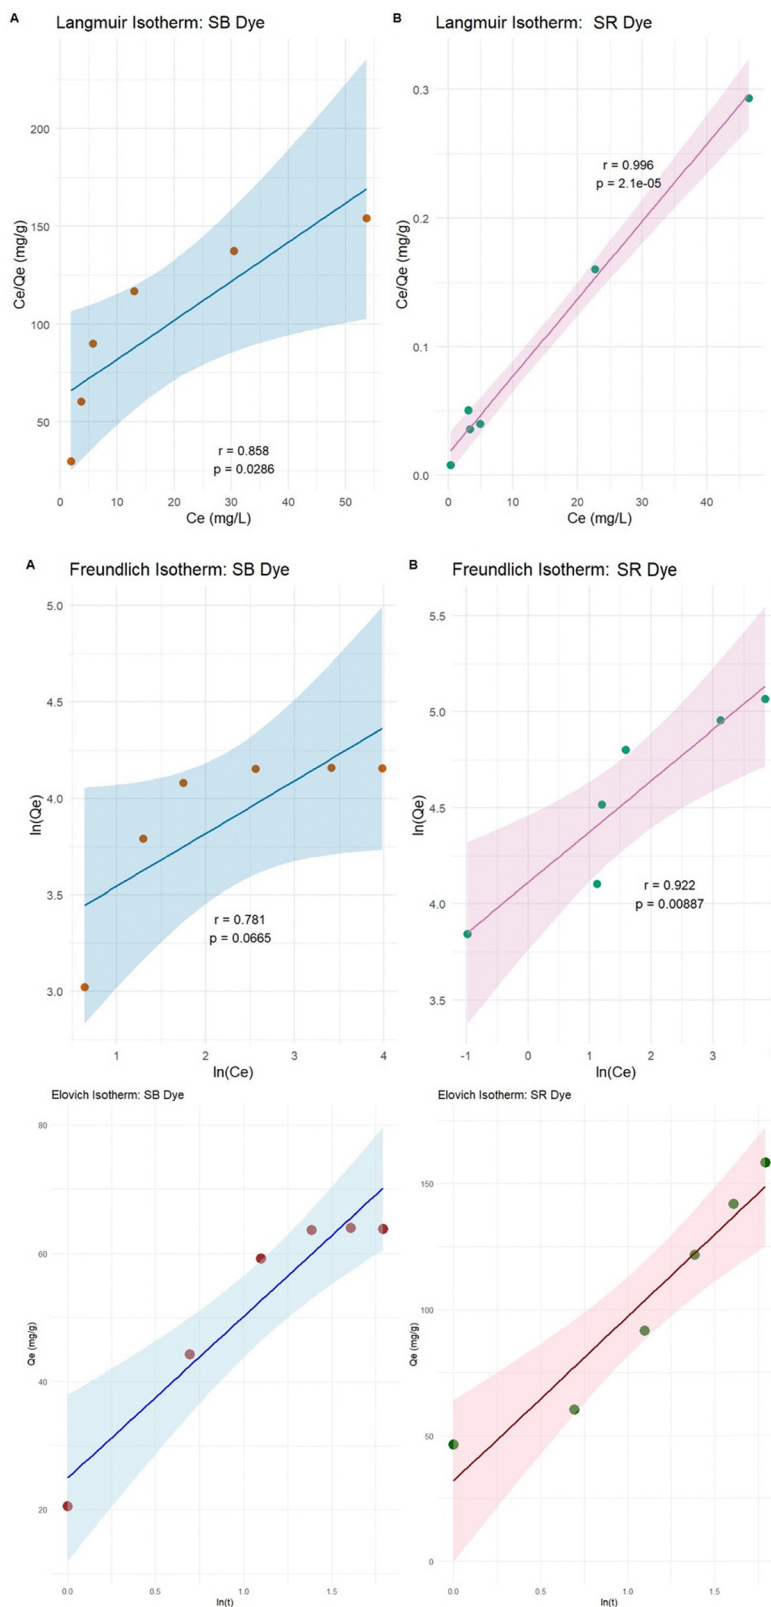 A Langmuir Isotherm: SB Dye
Ce/Qe (mg/g)
200
150
100
50
r = 0.858
p = 0.0286
0 10 20 30 40 50
Ce (mg/L)
B Langmuir Isotherm: SR Dye
Ce/Qe (mg/g)
0.3
0.2
0.1
0.0
r = 0.996
p = 2.1e-05
0 10 20 30 40
Ce (mg/L)
A Freundlich Isotherm: SB Dye
ln(Qe)
5.0
4.5
4.0
3.5
3.0
r = 0.781
p = 0.0665
1 2 3 4
ln(Ce)
B Freundlich Isotherm: SR Dye
ln(Qe)
5.5
5.0
4.5
4.0
3.5
r = 0.922
p = 0.00887
-1 0 1 2 3
ln(Ce)
Elovich Isotherm: SB Dye
Qe (mg/g)
80
60
40
20
0.0 0.5 1.0 1.5
ln(t)
Elovich Isotherm: SR Dye
Qe (mg/g)
150
100
50
0
0.0 0.5 1.0 1.5
ln(t)